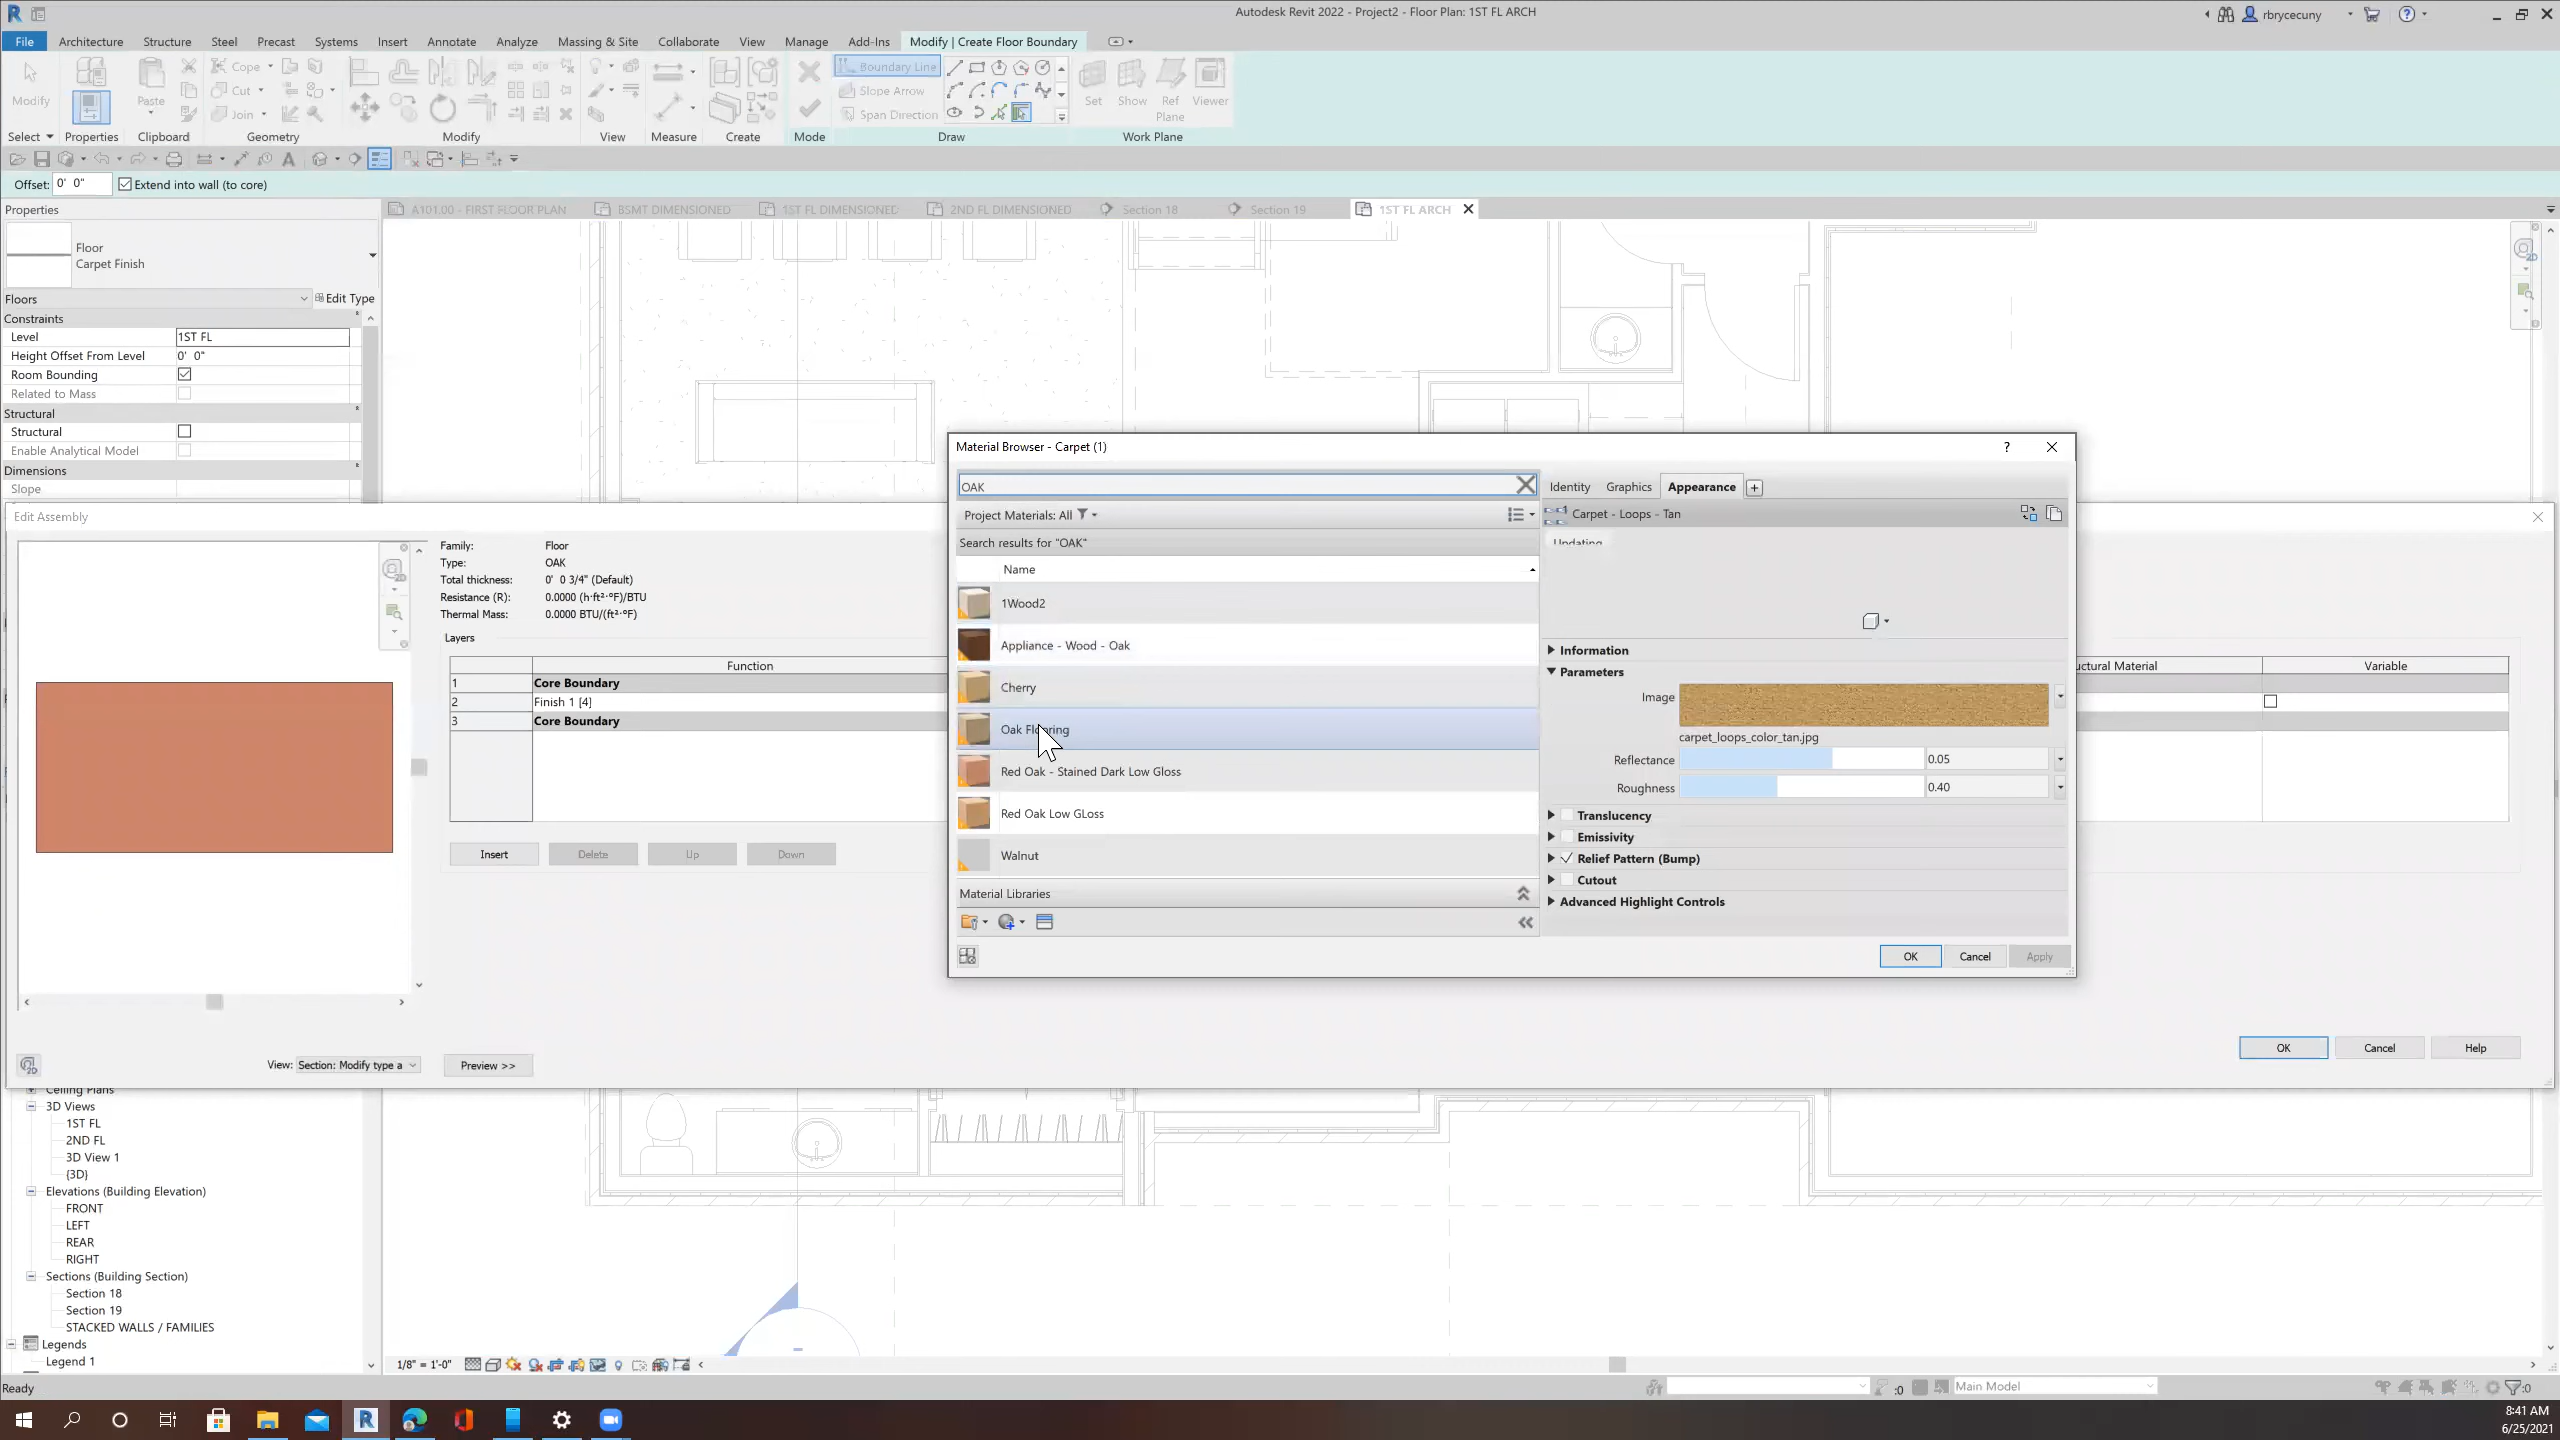 Autodesk Revit 2022 - Project2 - Floor Plan: 1ST FL ARCH
rbrycecuny
File Architecture Structure Steel Precast Systems Insert Annotate Analyze Massing & Site Collaborate View Manage Add-Ins Modify | Create Floor Boundary
Modify Paste Cope Cut Join Boundary Line Slope Arrow Span Direction Set Show Ref Plane Viewer
Select Properties Clipboard Geometry Modify View Measure Create Mode Draw Work Plane
Offset: 0' 0" Extend into wall (to core)
Properties
A101.00 - FIRST FLOOR PLAN BSMT DIMENSIONED 1ST FL DIMENSIONED 2ND FL DIMENSIONED Section 18 Section 19 1ST FL ARCH
Floor
Carpet Finish
Floors Edit Type
Constraints
Level 1ST FL
Height Offset From Level 0' 0"
Room Bounding
Related to Mass
Structural
Structural
Enable Analytical Model
Dimensions
Slope
Edit Assembly
Family: Floor
Type: OAK
Total thickness: 0' 0 3/4" (Default)
Resistance (R): 0.0000 (h·ft²·°F)/BTU
Thermal Mass: 0.0000 BTU/(ft²·°F)
Layers
Function
1 Core Boundary
2 Finish 1 [4]
3 Core Boundary
Insert Delete Up Down
View: Section: Modify type a Preview >>
Material Browser - Carpet (1)
OAK
Project Materials: All
Search results for "OAK"
Name
1Wood2
Appliance - Wood - Oak
Cherry
Oak Flooring
Red Oak - Stained Dark Low Gloss
Red Oak Low GLoss
Walnut
Material Libraries
Identity Graphics Appearance
Carpet - Loops - Tan
Updating
Information
Parameters
Image
carpet_loops_color_tan.jpg
Reflectance 0.05
Roughness 0.40
Translucency
Emissivity
Relief Pattern (Bump)
Cutout
Advanced Highlight Controls
OK Cancel Apply
uctural Material Variable
OK Cancel Help
Ceiling Plans
3D Views
1ST FL
2ND FL
3D View 1
{3D}
Elevations (Building Elevation)
FRONT
LEFT
REAR
RIGHT
Sections (Building Section)
Section 18
Section 19
STACKED WALLS / FAMILIES
Legends
Legend 1
1/8" = 1'-0"
Ready
:0 Main Model :0
8:41 AM
6/25/2021